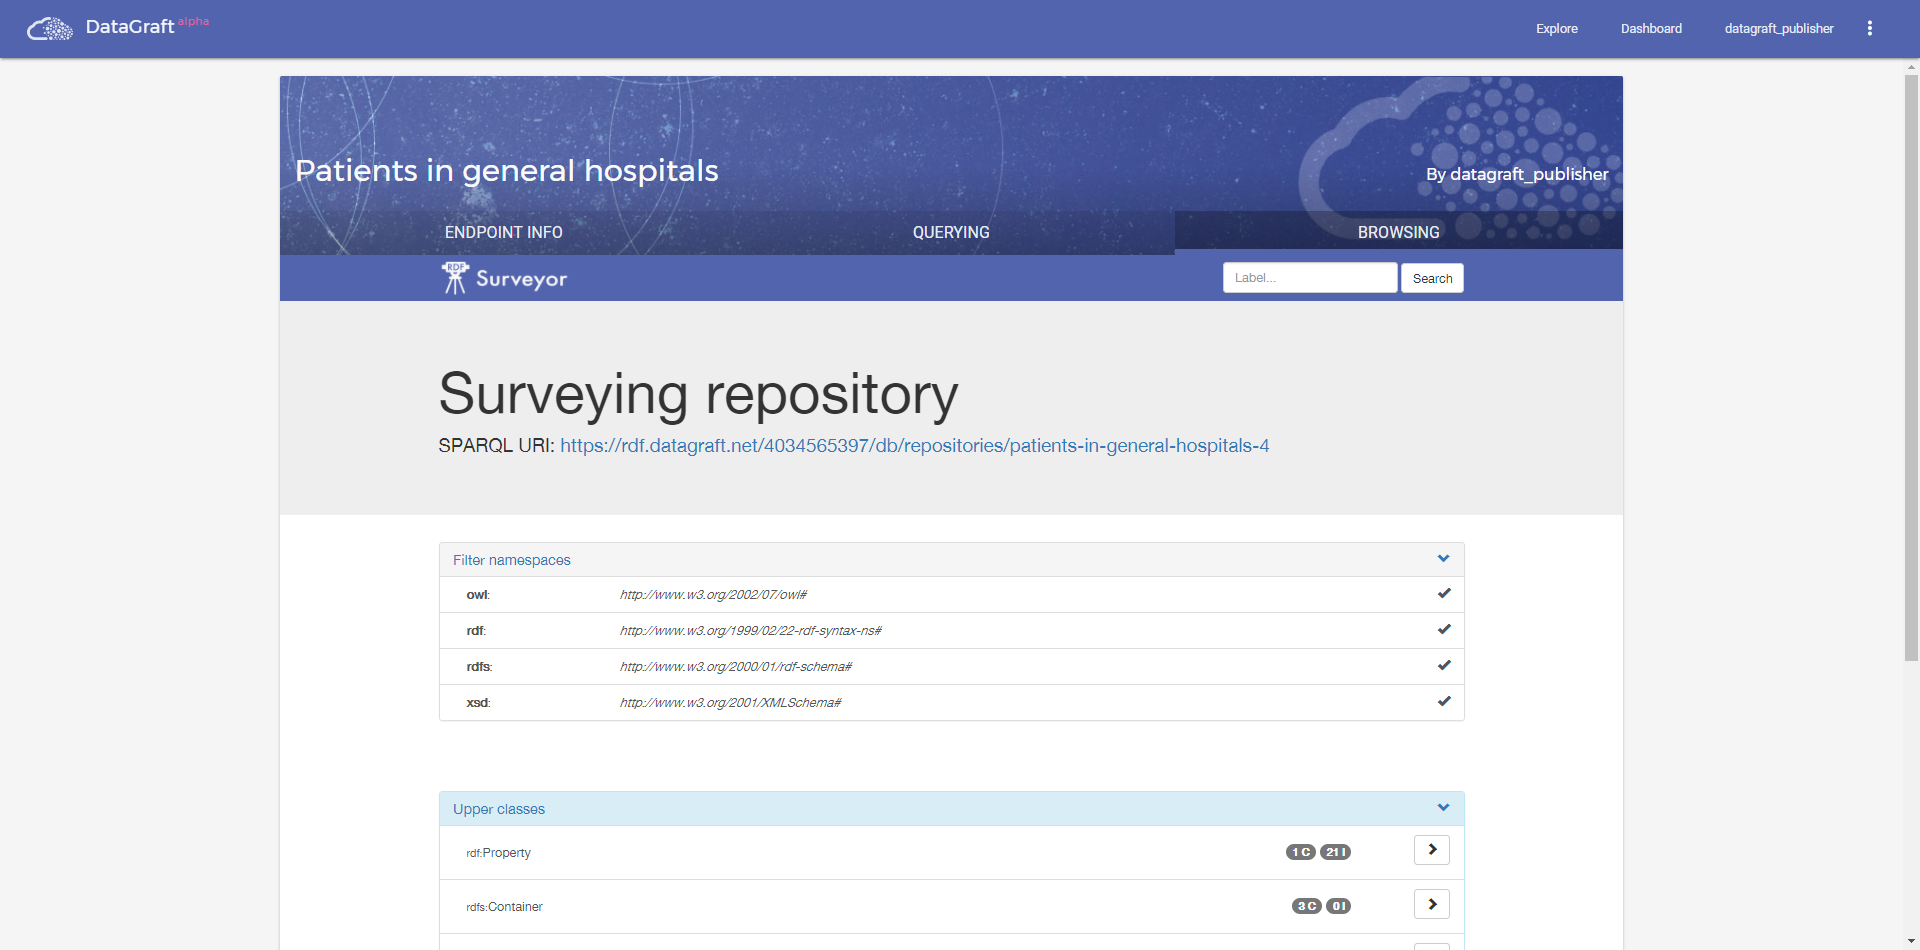 DataGraft alpha
Explore
Dashboard
datagraft_publisher
Patients in general hospitals
By datagraft_publisher
ENDPOINT INFO
QUERYING
BROWSING
RDF Surveyor
Label...
Search
Surveying repository
SPARQL URI: https://rdf.datagraft.net/4034565397/db/repositories/patients-in-general-hospitals-4
Filter namespaces
owl: http://www.w3.org/2002/07/owl#
rdf: http://www.w3.org/1999/02/22-rdf-syntax-ns#
rdfs: http://www.w3.org/2000/01/rdf-schema#
xsd: http://www.w3.org/2001/XMLSchema#
Upper classes
rdf:Property 1 C 21 I
rdfs:Container 3 C 0 I